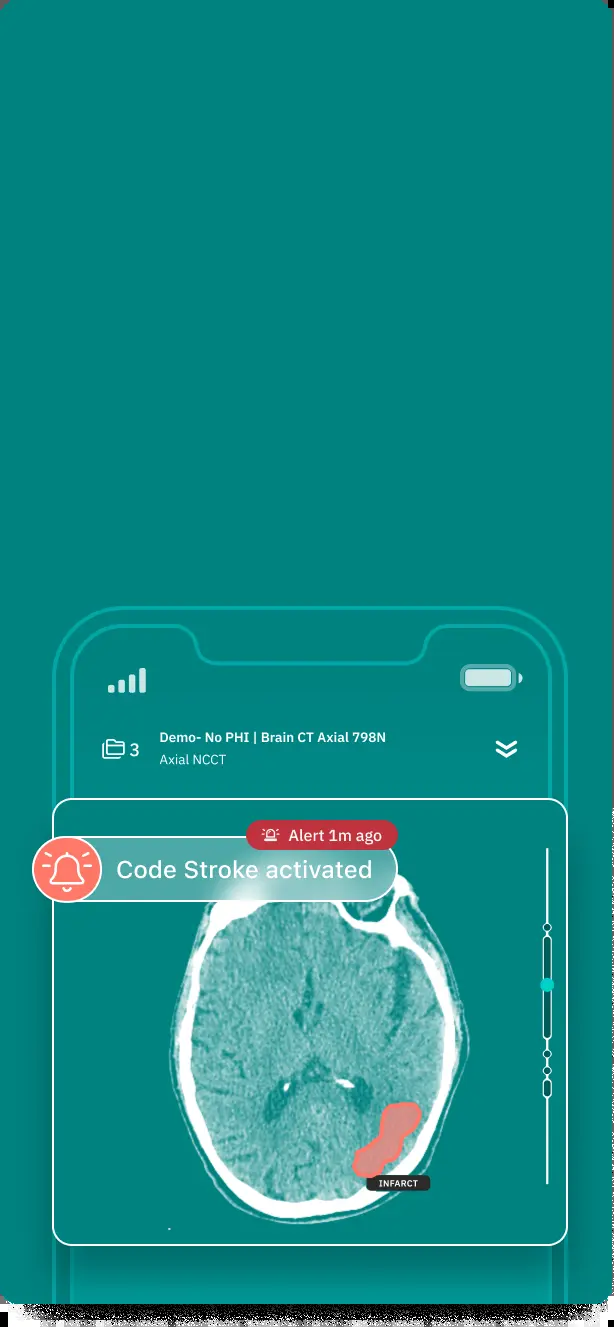 3
Demo- No PHI | Brain CT Axial 798N
Axial NCCT
Alert 1m ago
Code Stroke activated
INFARCT